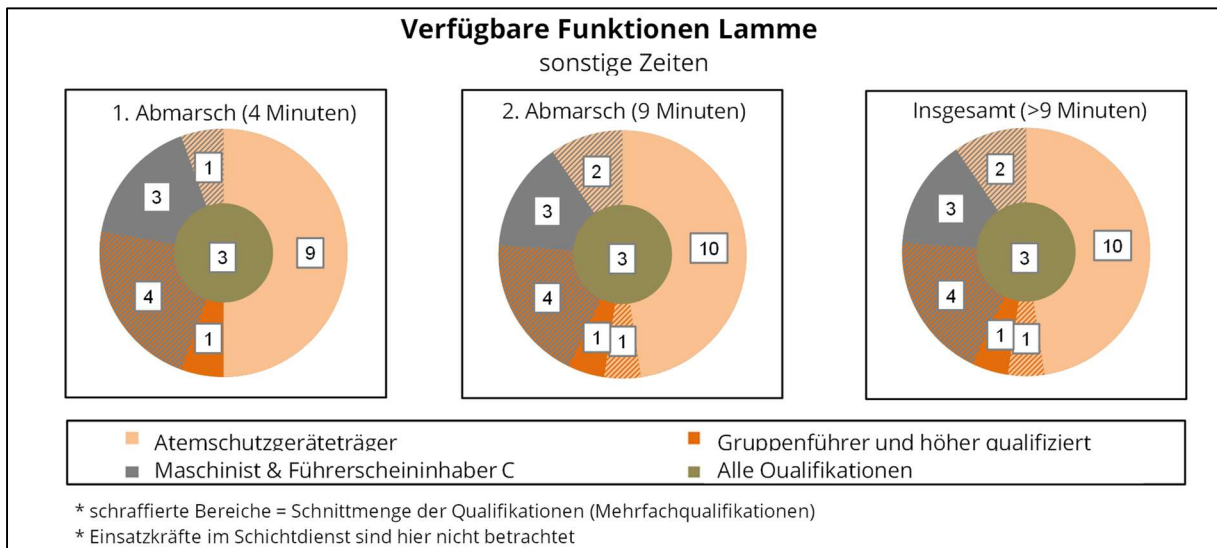 Verfügbare Funktionen Lamme
sonstige Zeiten
1. Abmarsch (4 Minuten)
1
3
3
9
4
1
2. Abmarsch (9 Minuten)
2
3
3
10
4
1
1
Insgesamt (>9 Minuten)
2
3
3
10
4
1
1
Atemschutzgeräteträger
Gruppenführer und höher qualifiziert
Maschinist & Führerscheininhaber C
Alle Qualifikationen
* schraffierte Bereiche = Schnittmenge der Qualifikationen (Mehrfachqualifikationen)
* Einsatzkräfte im Schichtdienst sind hier nicht betrachtet